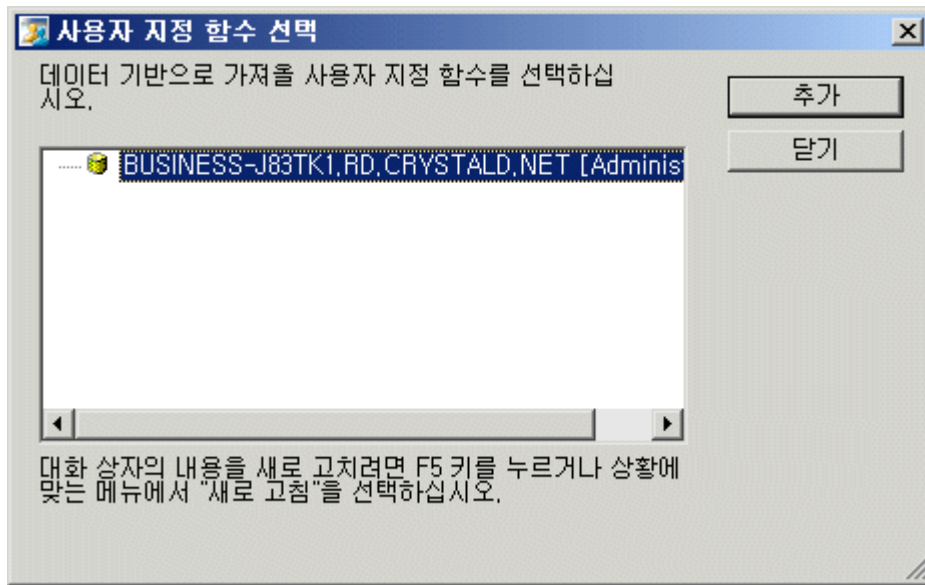 사용자 지정 함수 선택
데이터 기반으로 가져올 사용자 지정 함수를 선택하십
시오.
추가
닫기
BUSINESS-J83TK1.RD.CRYSTALD.NET [Adminis
대화 상자의 내용을 새로 고치려면 F5 키를 누르거나 상황에
맞는 메뉴에서 "새로 고침"을 선택하십시오.